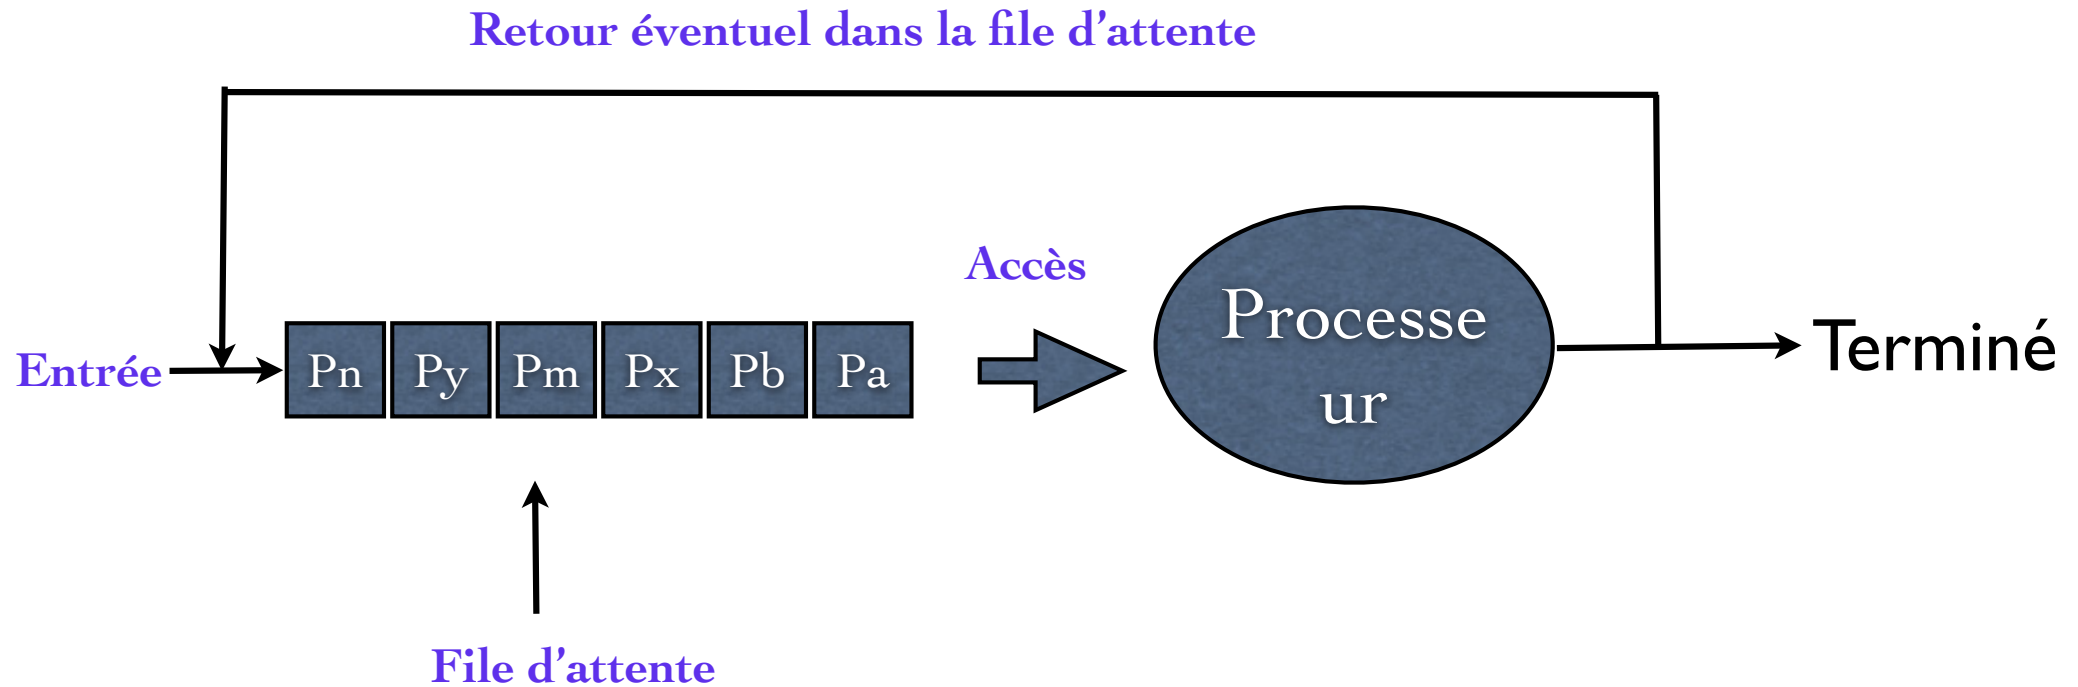 Retour éventuel dans la file d’attente
Accès
Processe
ur
Terminé
Entrée
Pn Py Pm Px Pb Pa
File d’attente